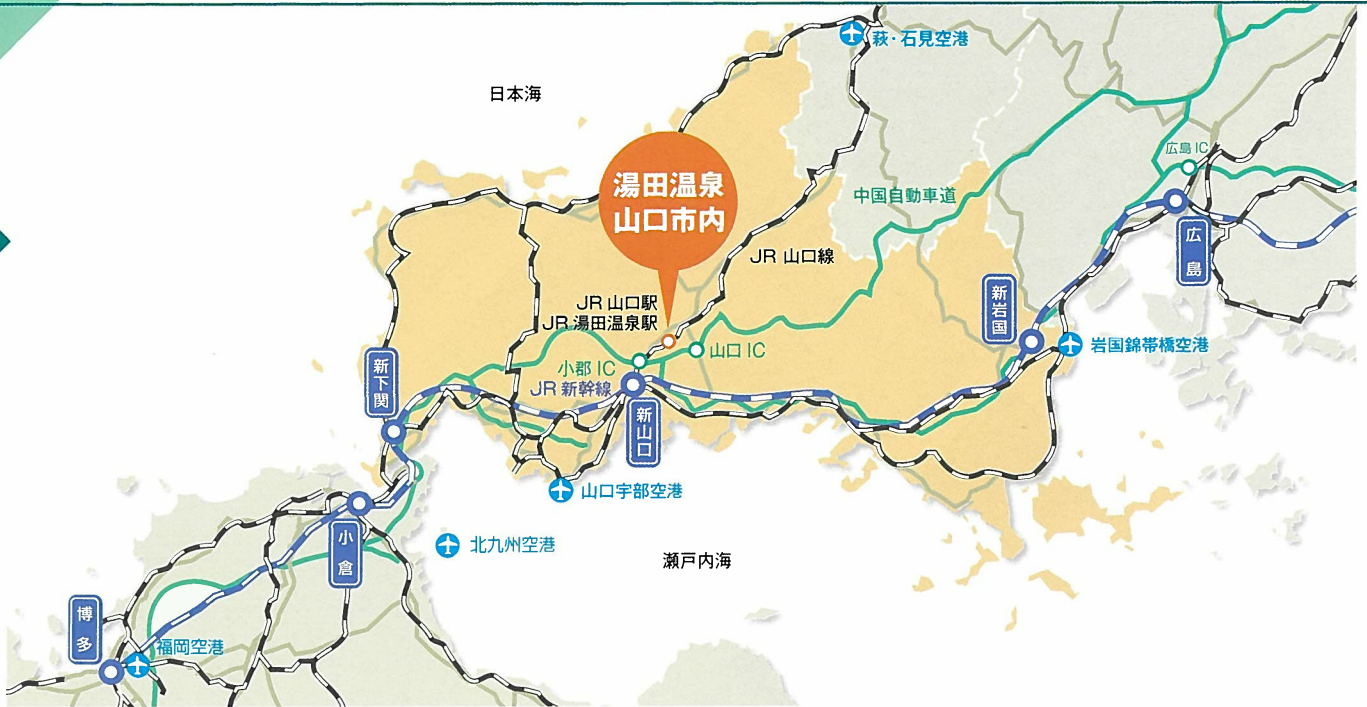 萩・石見空港
日本海
広島 IC
湯田温泉
山口市内
中国自動車道
広島
JR 山口線
新岩国
JR 山口駅
JR 湯田温泉駅
岩国錦帯橋空港
山口 IC
小郡 IC
JR 新幹線
新下関
新山口
山口宇部空港
北九州空港
小倉
瀬戸内海
博多
福岡空港